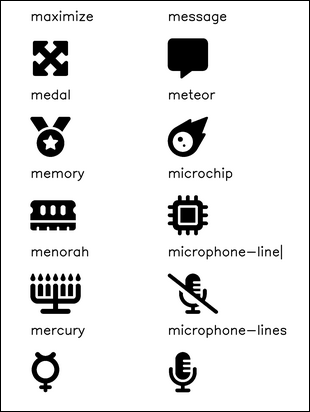 maximize message
medal meteor
memory microchip
menorah microphone-line|
mercury microphone-lines